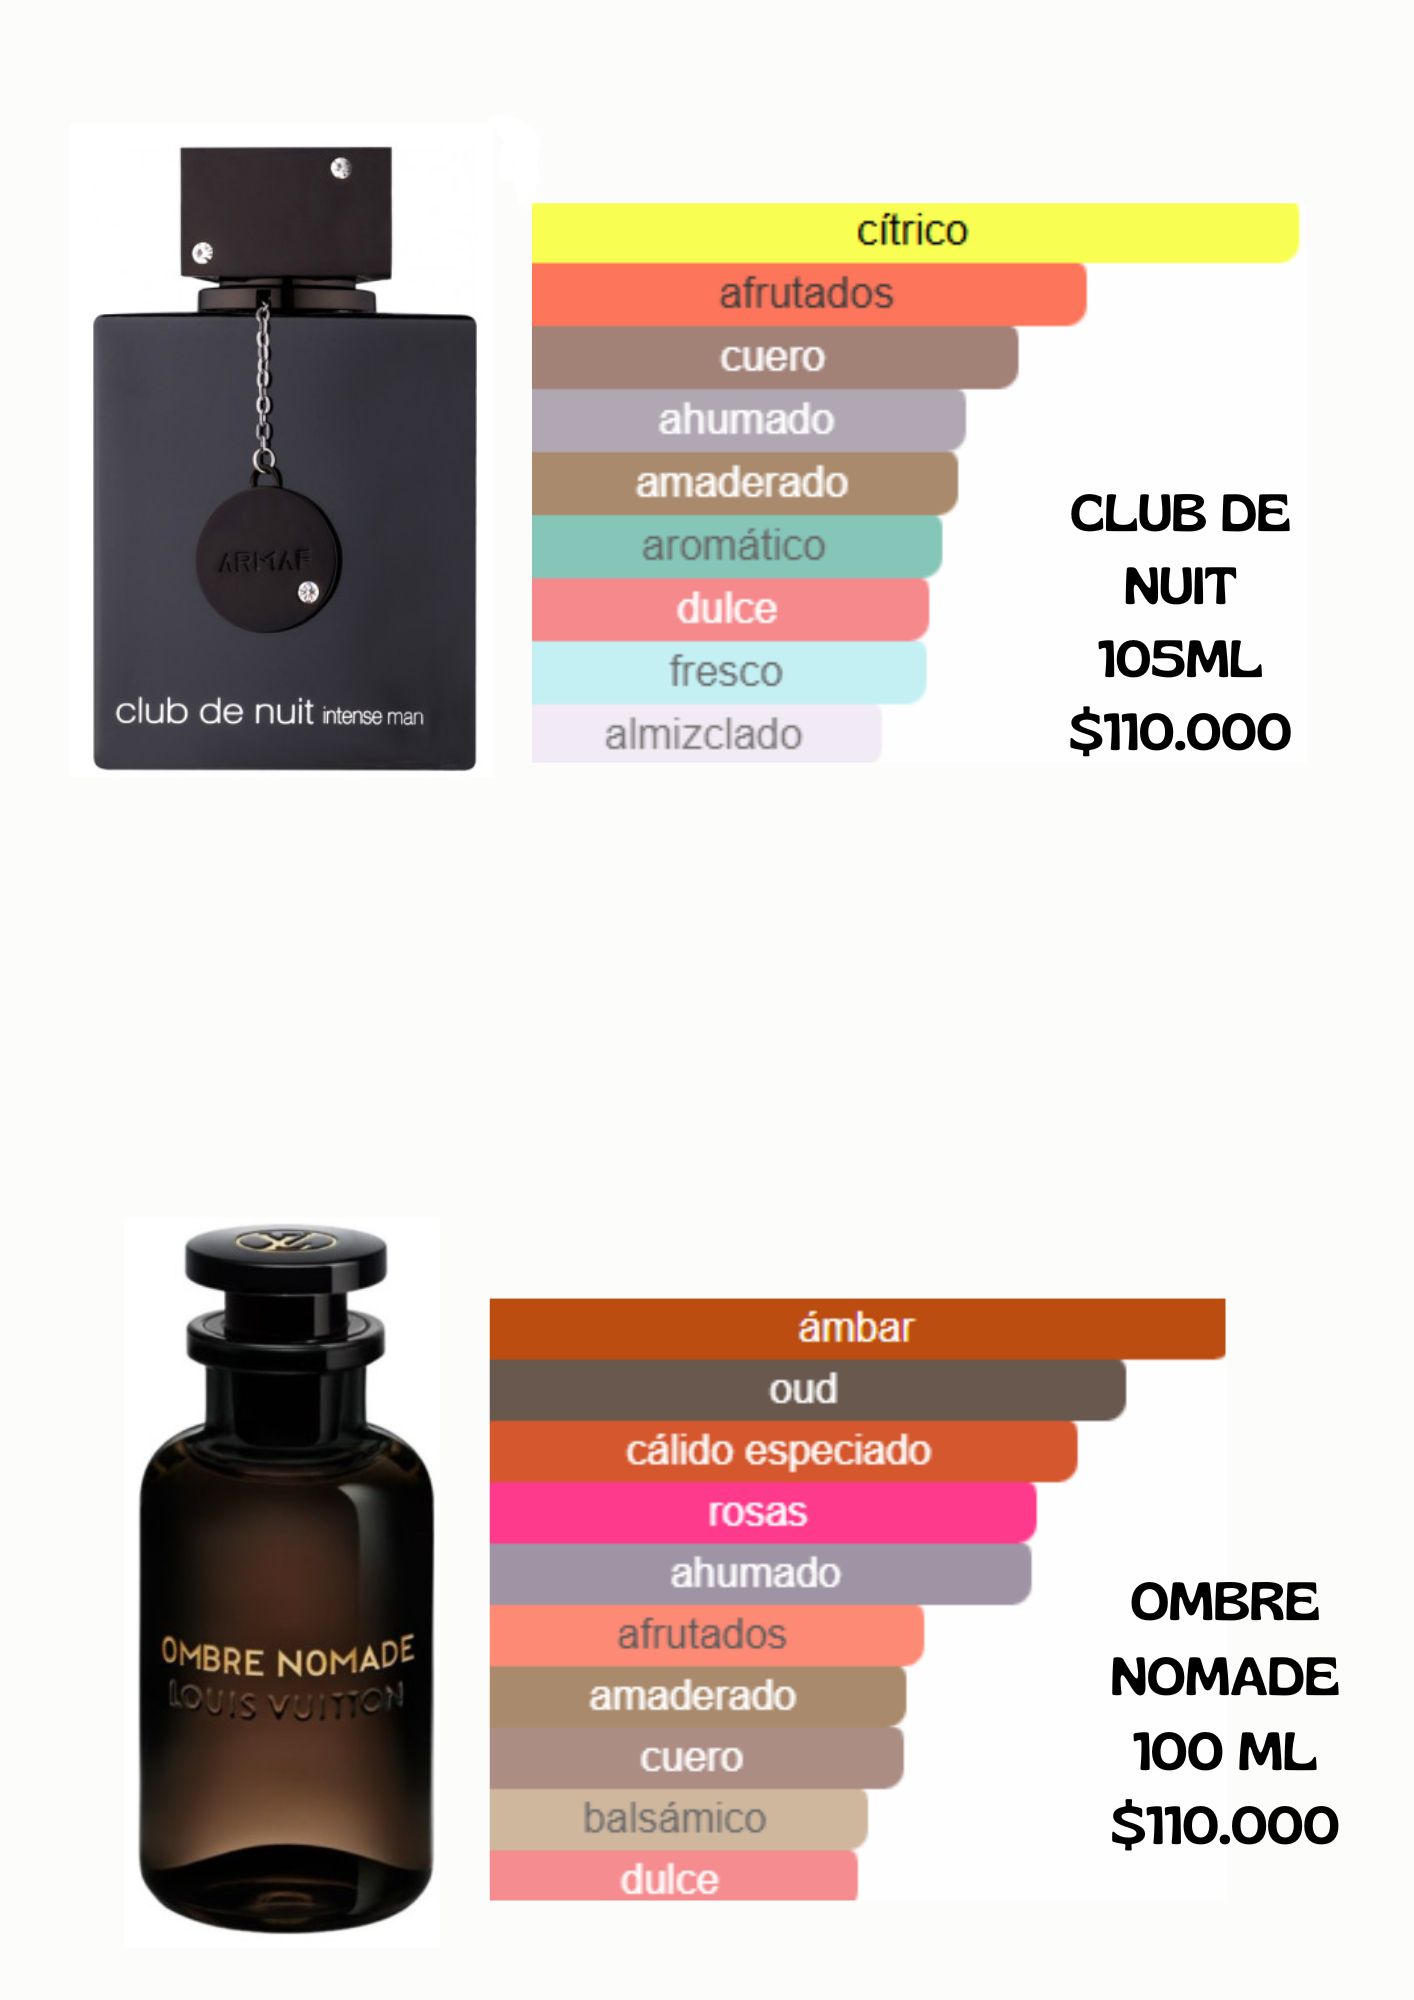 ARMAF
club de nuit intense man
cítrico
afrutados
cuero
ahumado
amaderado
aromático
dulce
fresco
almizclado
CLUB DE
NUIT
105ML
$110.000
LV
OMBRE NOMADE
LOUIS VUITTON
ámbar
oud
cálido especiado
rosas
ahumado
afrutados
amaderado
cuero
balsámico
dulce
OMBRE
NOMADE
100 ML
$110.000